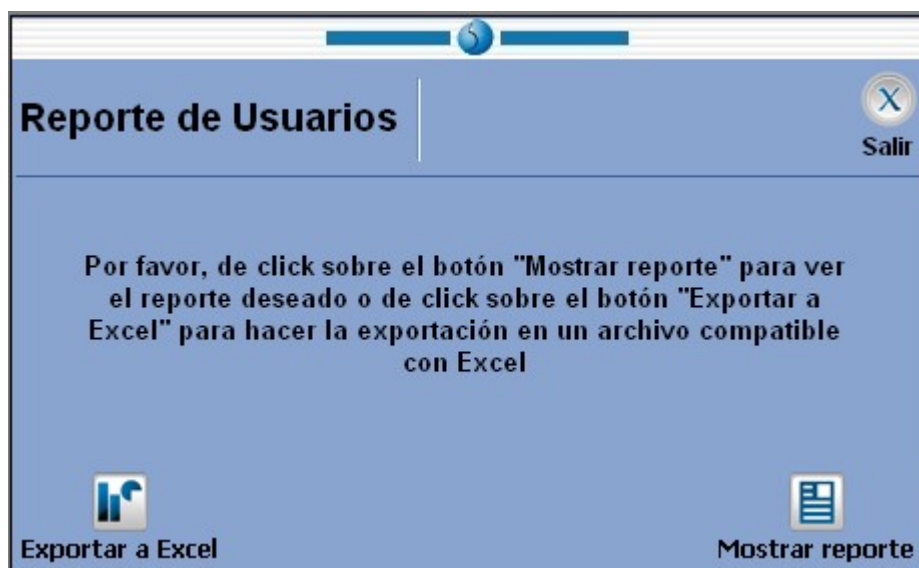 Reporte de Usuarios
X
Salir
Por favor, de click sobre el botón "Mostrar reporte" para ver
el reporte deseado o de click sobre el botón "Exportar a
Excel" para hacer la exportación en un archivo compatible
con Excel
Exportar a Excel
Mostrar reporte